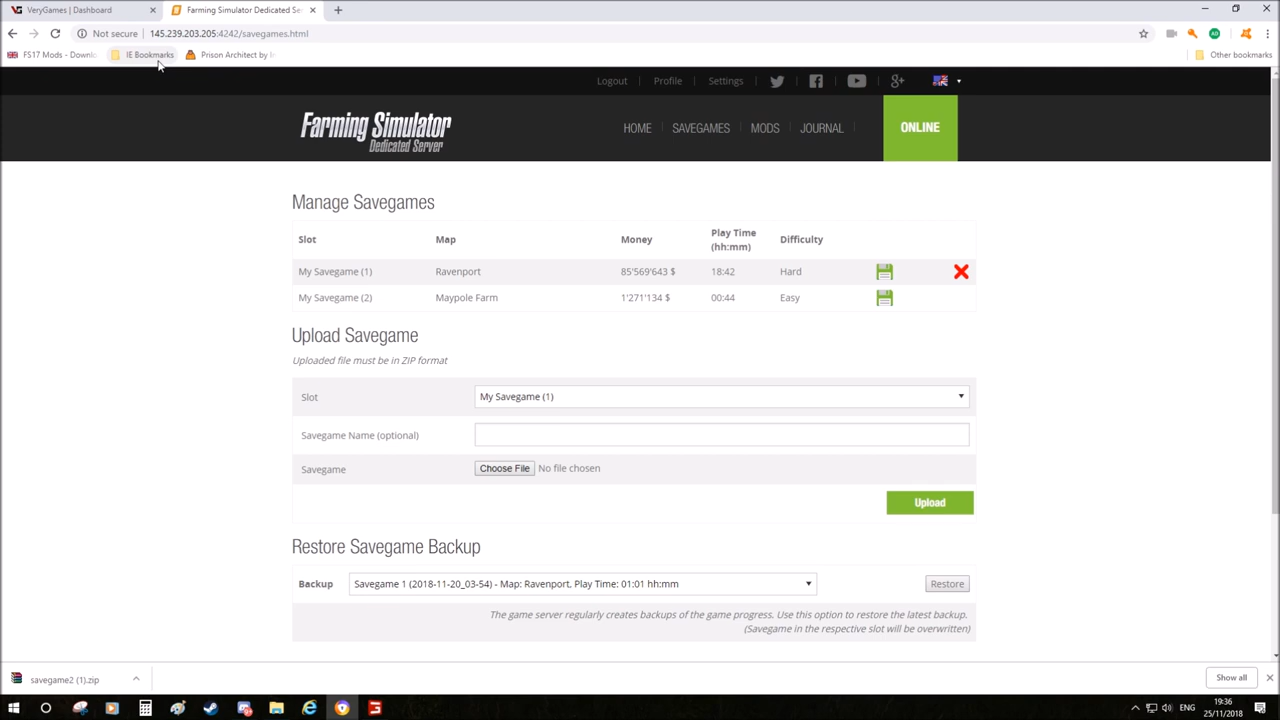 VeryGames | Dashboard
Farming Simulator Dedicated Se
Not secure
145.239.203.205:4242/savegames.html
FS17 Mods - Downlo
IE Bookmarks
Prison Architect by In
Other bookmarks
Logout
Profile
Settings
Farming Simulator
Dedicated Server
HOME
SAVEGAMES
MODS
JOURNAL
ONLINE
Manage Savegames
Slot Map Money Play Time (hh:mm) Difficulty
My Savegame (1) Ravenport 85'569'643 $ 18:42 Hard
My Savegame (2) Maypole Farm 1'271'134 $ 00:44 Easy
Upload Savegame
Uploaded file must be in ZIP format
Slot My Savegame (1)
Savegame Name (optional)
Savegame Choose File No file chosen
Upload
Restore Savegame Backup
Backup Savegame 1 (2018-11-20_03-54) - Map: Ravenport, Play Time: 01:01 hh:mm Restore
The game server regularly creates backups of the game progress. Use this option to restore the latest backup.
(Savegame in the respective slot will be overwritten)
savegame2 (1).zip
Show all
ENG
19:36
25/11/2018